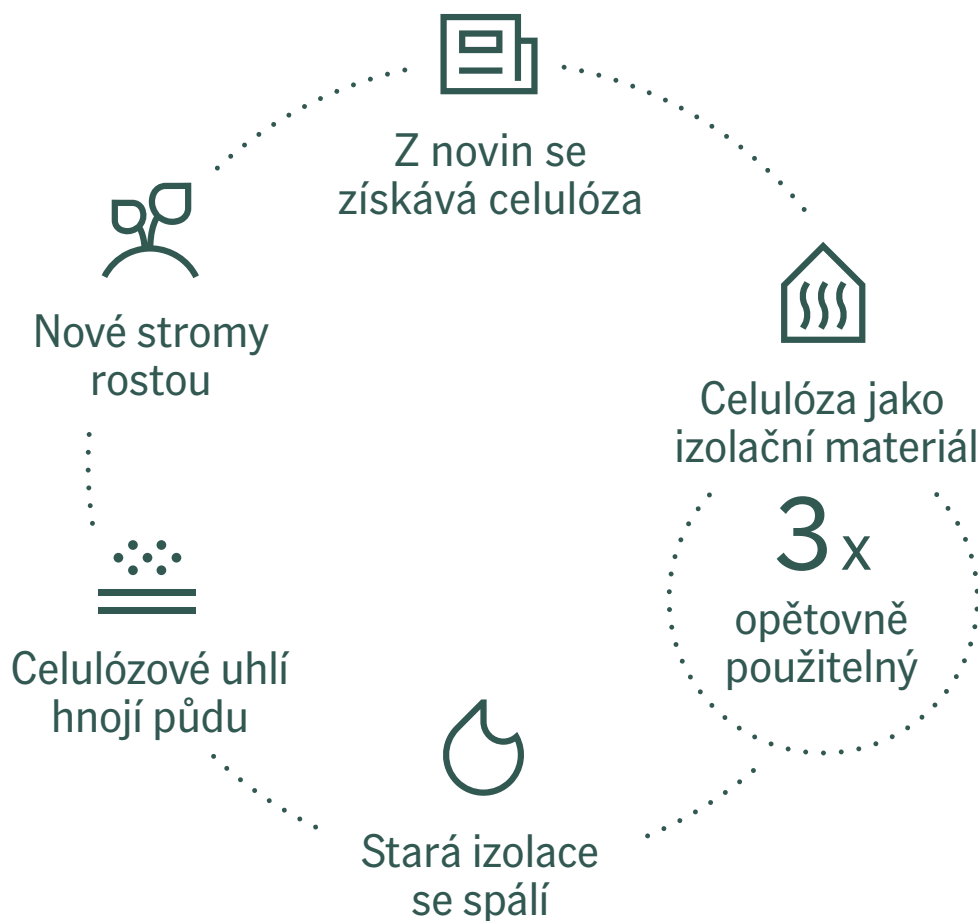 Z novin se
získává celulóza
Nové stromy
rostou
Celulóza jako
izolační materiál
3 x
opětovně
použitelný
Celulózové uhlí
hnojí půdu
Stará izolace
se spálí